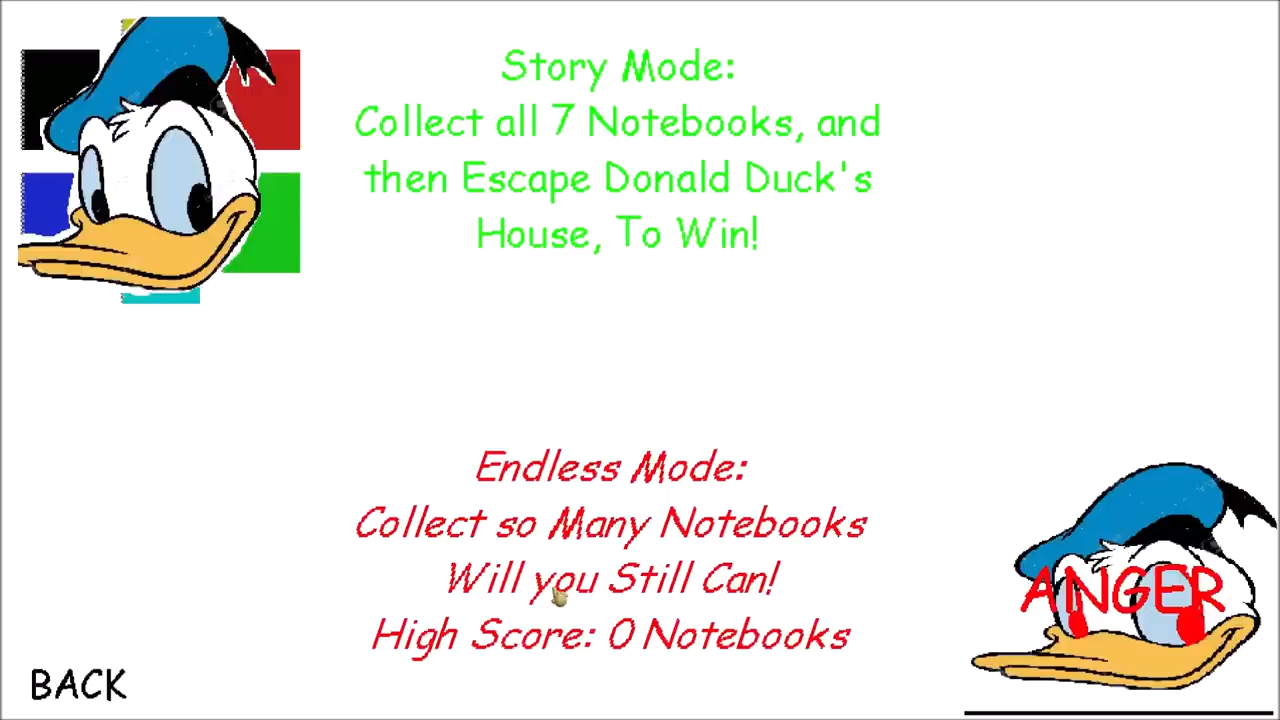 Story Mode:
Collect all 7 Notebooks, and
then Escape Donald Duck's
House, To Win!
Endless Mode:
Collect so Many Notebooks
Will you Still Can!
High Score: 0 Notebooks
ANGER
BACK